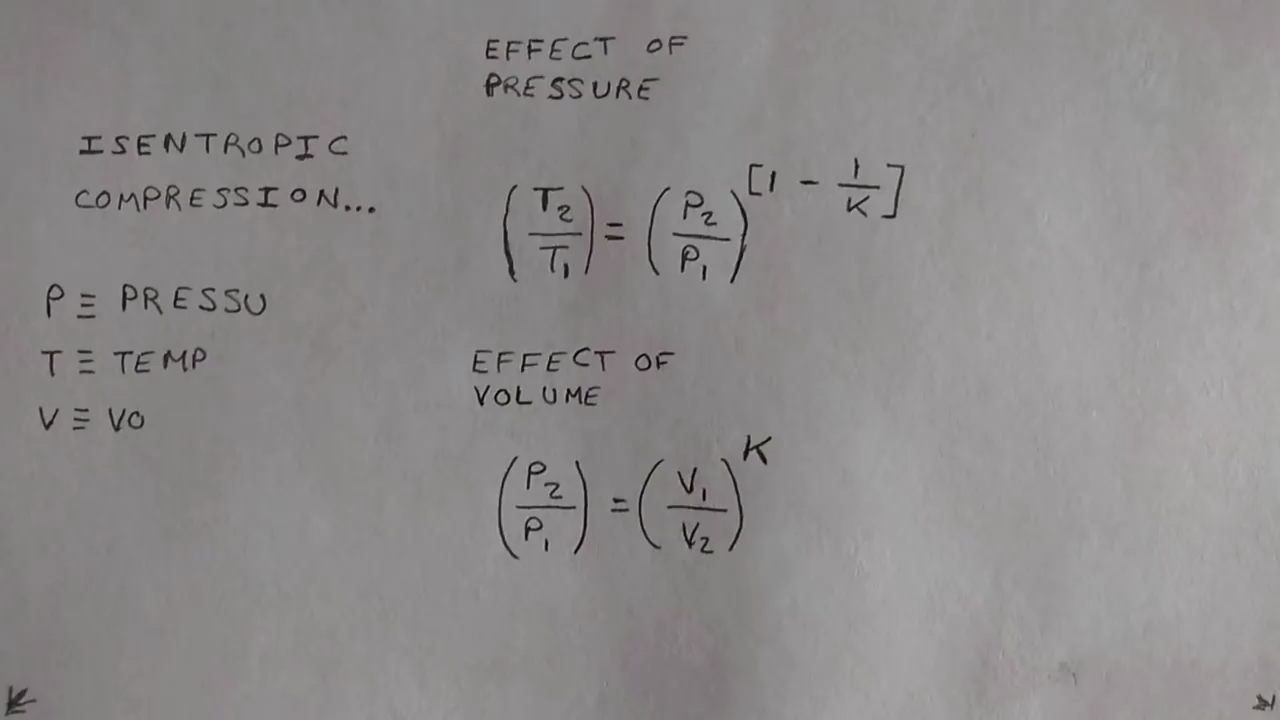 EFFECT OF
PRESSURE
ISENTROPIC
COMPRESSION...
(T₂/T₁) = (P₂/P₁)^[1 - 1/K]
P ≡ PRESSU
T ≡ TEMP
V ≡ VO
EFFECT OF
VOLUME
(P₂/P₁) = (V₁/V₂)^K